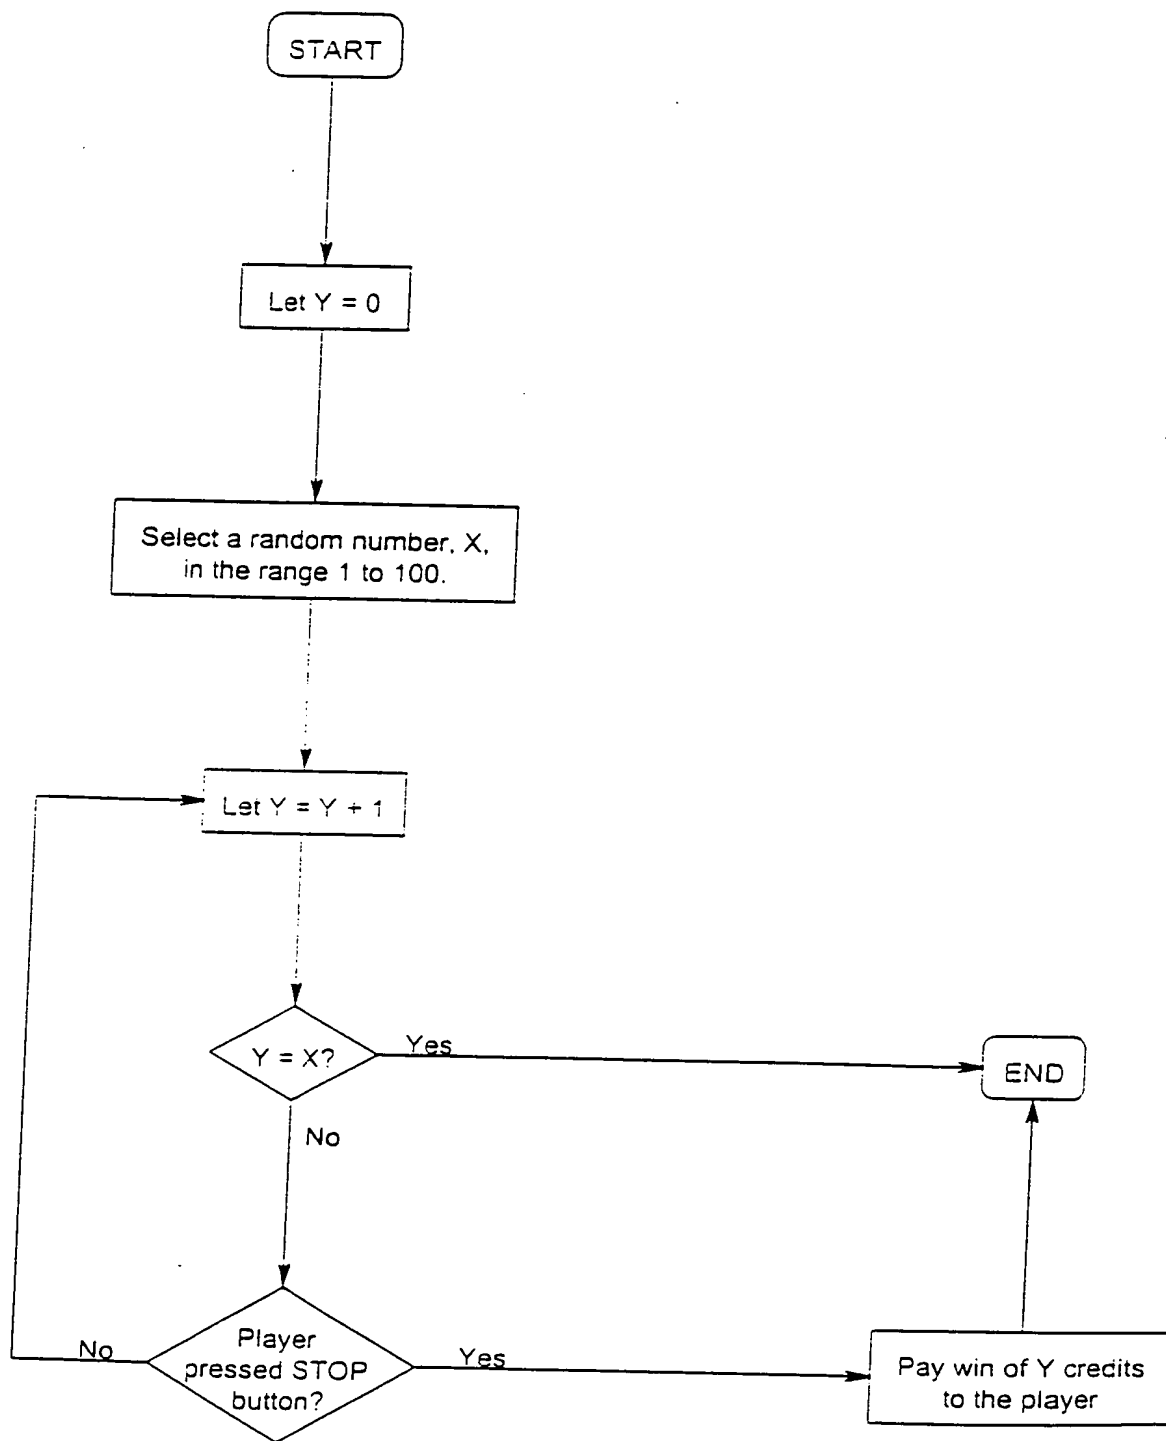 START
Let Y = 0
Select a random number, X,
in the range 1 to 100.
Let Y = Y + 1
Y = X?
Yes
END
No
Player
pressed STOP
button?
No
Yes
Pay win of Y credits
to the player